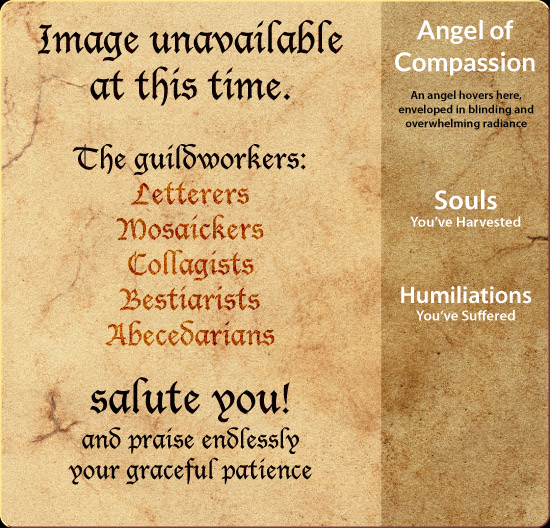 Image unavailable
at this time.
The guildworkers:
Letterers
Mosaickers
Collagists
Bestiarists
Abecedarians
salute you!
and praise endlessly
your graceful patience
Angel of
Compassion
An angel hovers here,
enveloped in blinding and
overwhelming radiance
Souls
You've Harvested
Humiliations
You've Suffered